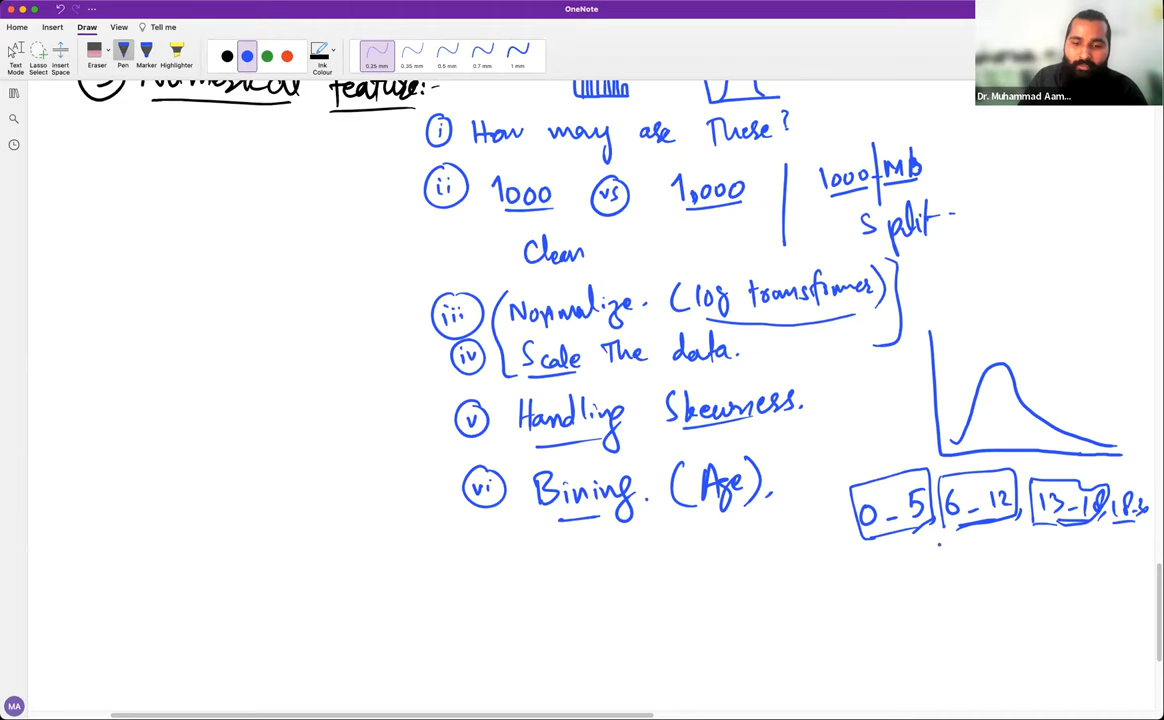 OneNote
Home Insert Draw View Tell me
Text Mode
Lasso Select
Insert Space
Eraser
Pen
Marker
Highlighter
Ink Colour
0.25 mm
0.35 mm
0.5 mm
0.7 mm
1 mm
Dr. Muhammad Aam...
Numerical feature:-
i How may are These?
ii 1000 vs 1,000
1000 MB
Split -
Clean
iii Normalize. (log transformer)
iv Scale The data.
v Handling Skewness.
vi Bining. (Age),
0 - 5, 6 - 12, 13 - 18, 18-30
MA